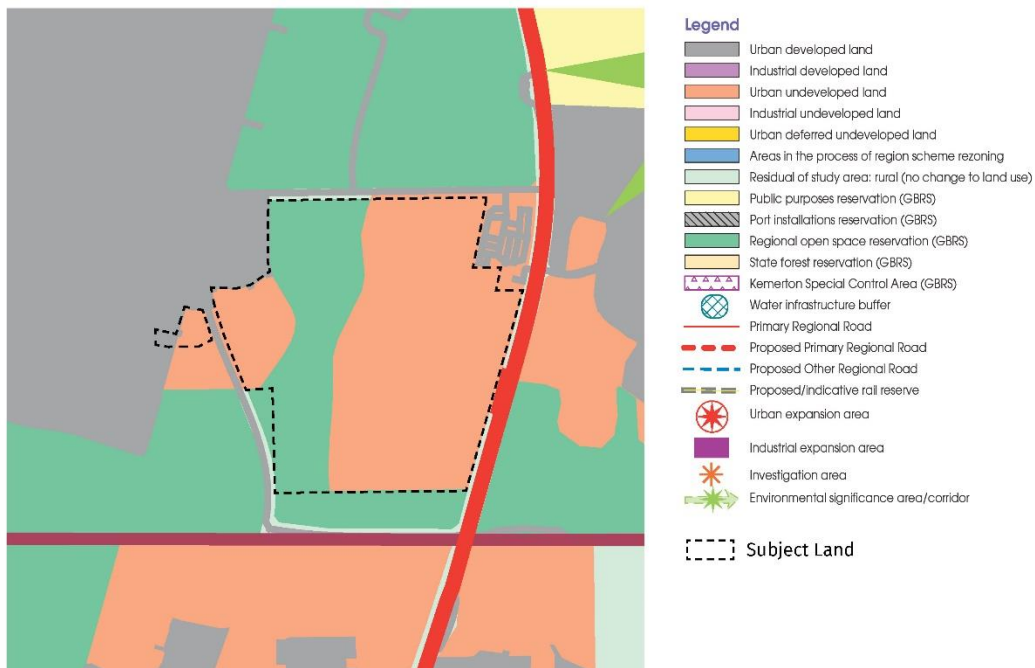 Legend
Urban developed land
Industrial developed land
Urban undeveloped land
Industrial undeveloped land
Urban deferred undeveloped land
Areas in the process of region scheme rezoning
Residual of study area: rural (no change to land use)
Public purposes reservation (GBRS)
Port installations reservation (GBRS)
Regional open space reservation (GBRS)
State forest reservation (GBRS)
Kemerton Special Control Area (GBRS)
Water infrastructure buffer
Primary Regional Road
Proposed Primary Regional Road
Proposed Other Regional Road
Proposed/indicative rail reserve
Urban expansion area
Industrial expansion area
Investigation area
Environmental significance area/corridor
Subject Land